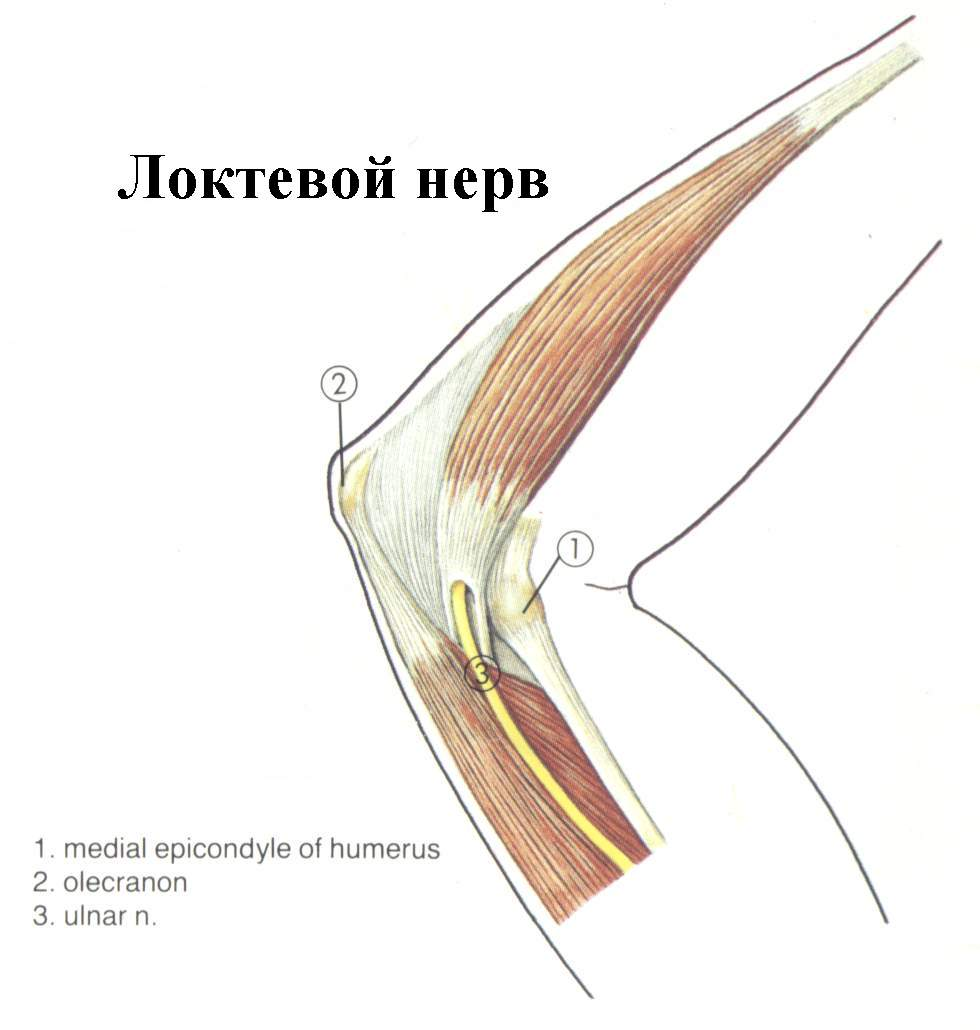 Локтевой нерв
2
1
3
1. medial epicondyle of humerus
2. olecranon
3. ulnar n.